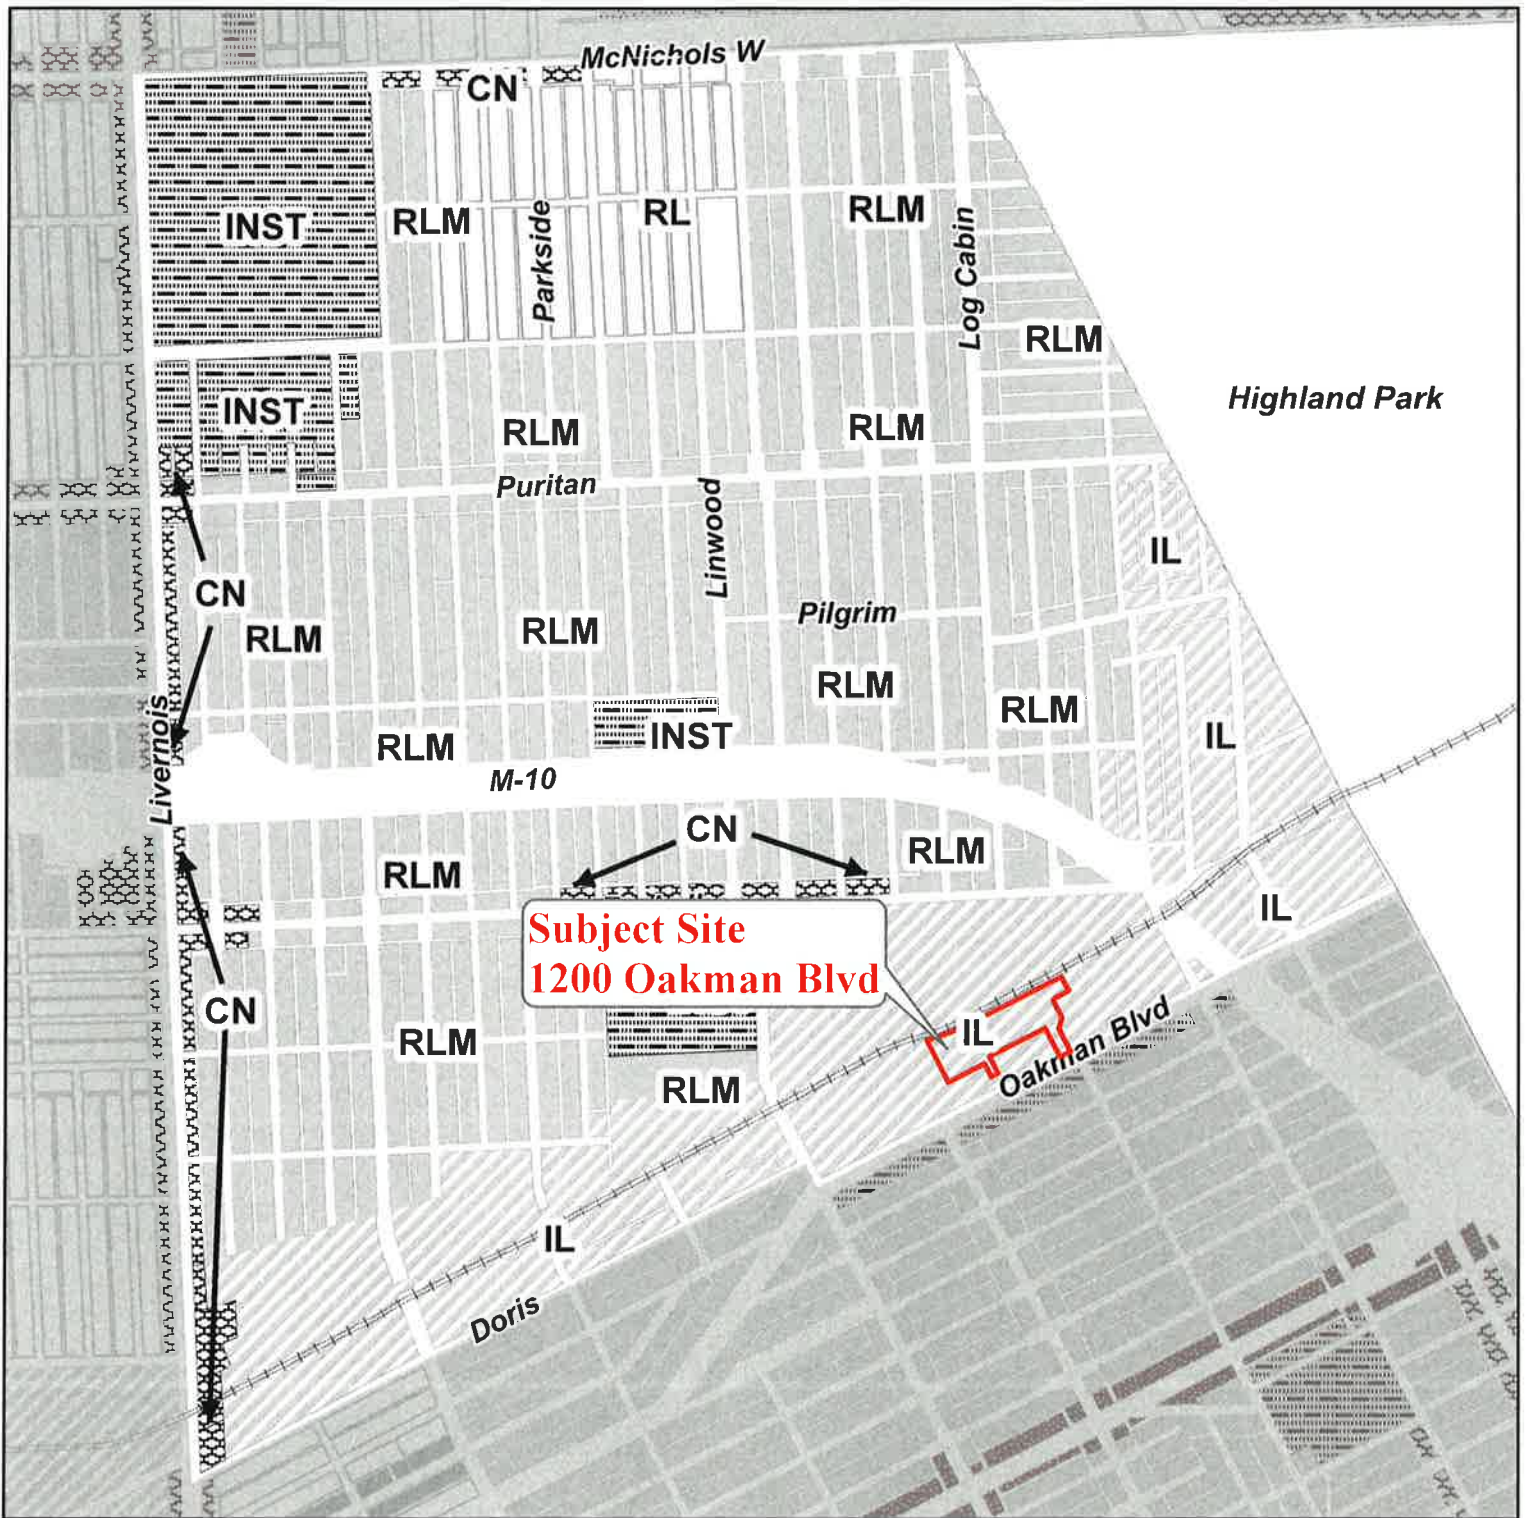 McNichols W
CN
INST
RLM
Parkside
RL
RLM
Log Cabin
RLM
Highland Park
INST
RLM
RLM
Puritan
Linwood
IL
CN
RLM
RLM
Pilgrim
RLM
RLM
Livernois
RLM
INST
IL
M-10
CN
RLM
RLM
IL
Subject Site
1200 Oakman Blvd
CN
RLM
IL
Oakman Blvd
RLM
IL
Doris